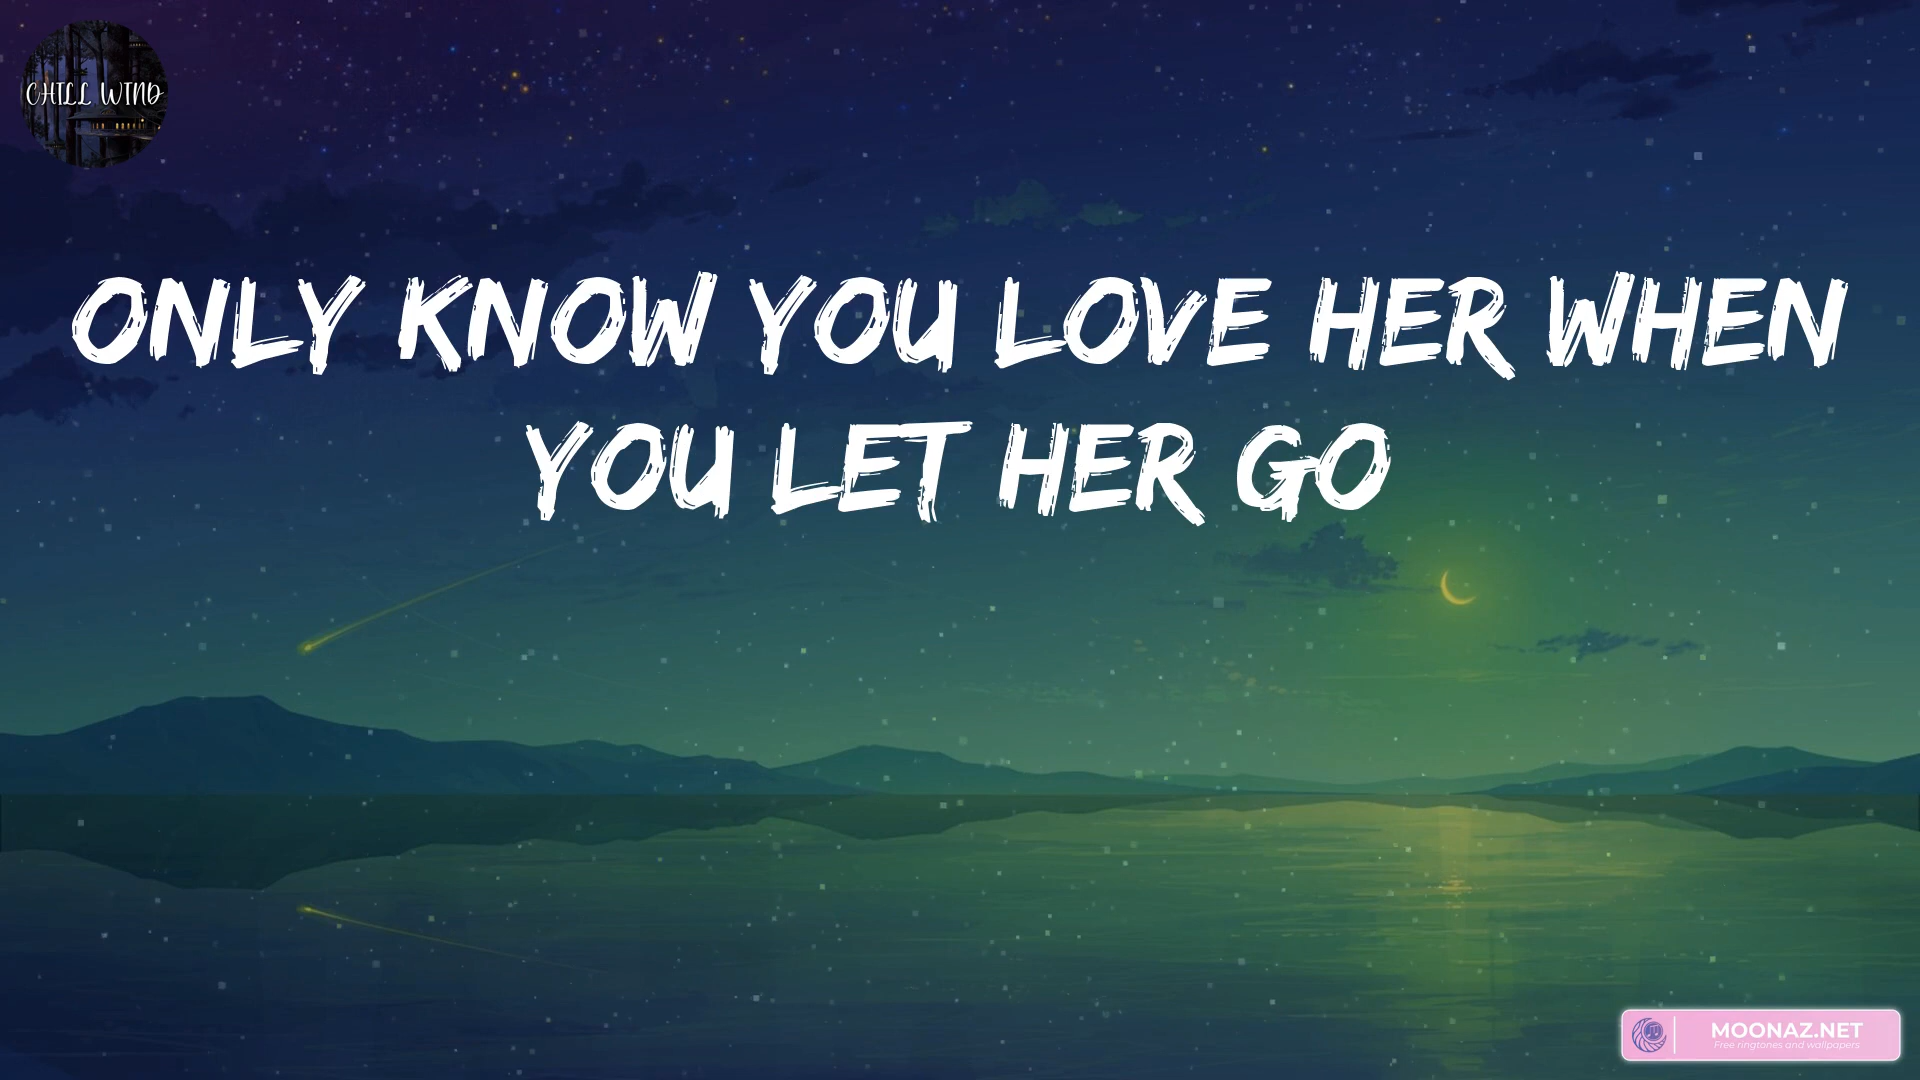 CHILL WIND
ONLY KNOW YOU LOVE HER WHEN
YOU LET HER GO
MOONAZ.NET
Free ringtones and wallpapers